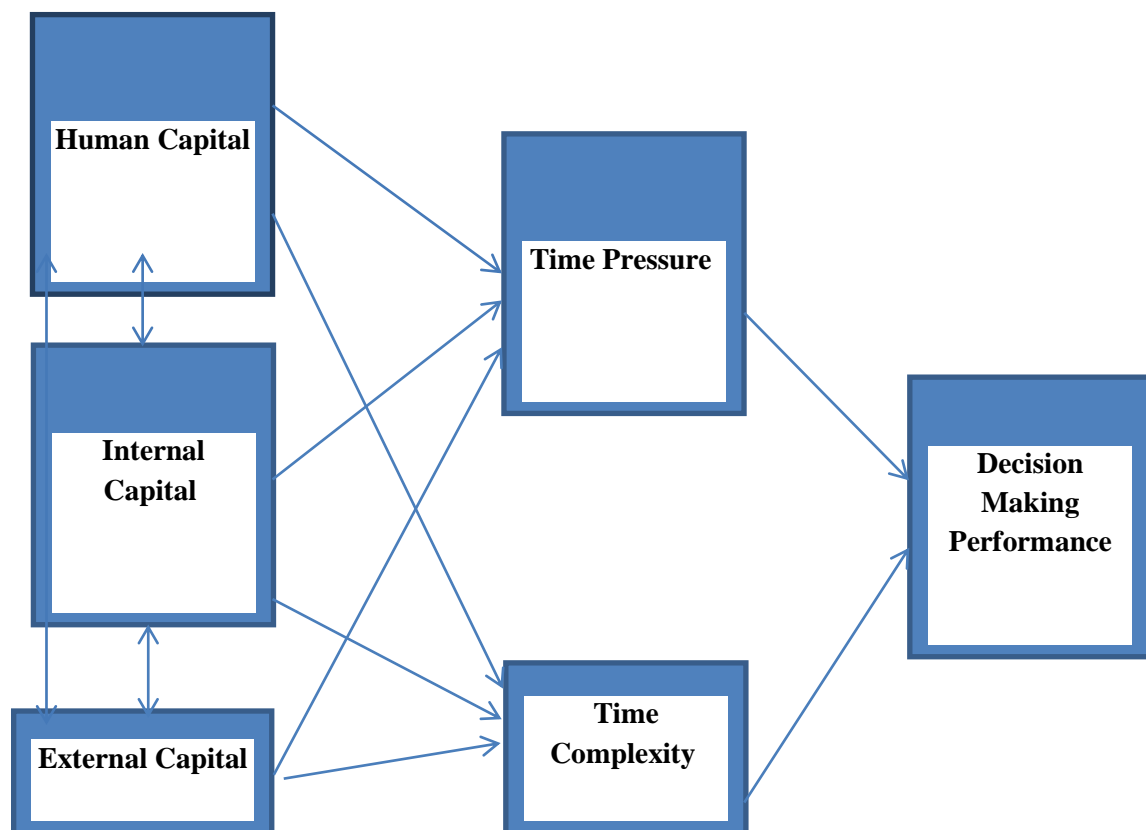 Human Capital
Time Pressure
Internal
Capital
Decision
Making
Performance
Time
Complexity
External Capital